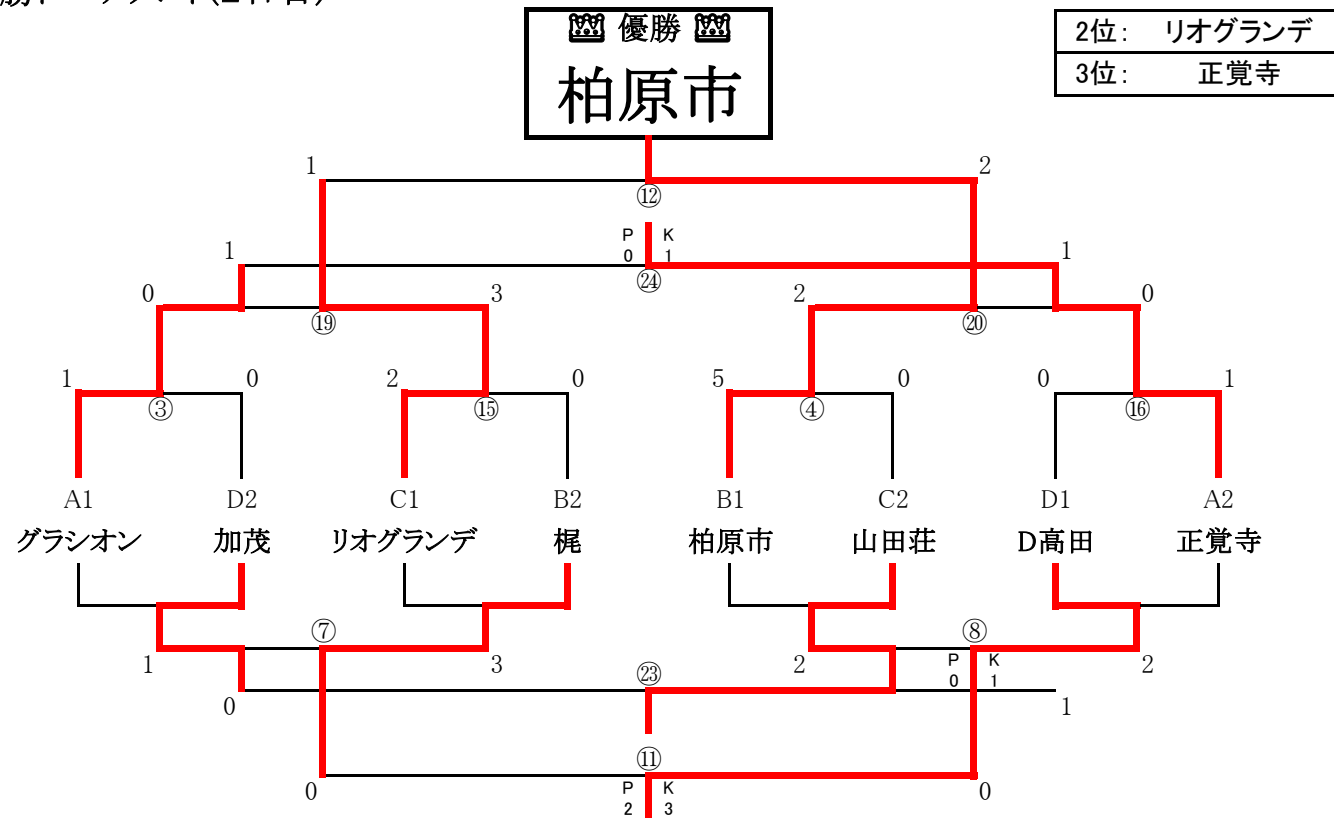 優勝
柏原市
2位： リオグランデ
3位： 正覚寺
1 2
⑫
P K
1 0 1 1
㉔
0 3 2 0
⑲ ⑳
1 0 2 0 5 0 0 1
③ ⑮ ④ ⑯
A1 D2 C1 B2 B1 C2 D1 A2
グラシオン 加茂 リオグランデ 梶 柏原市 山田荘 D高田 正覚寺
⑦ ⑧
1 3 2 P K 2
㉓ 0 1
0 1
⑪
0 P K 0
2 3